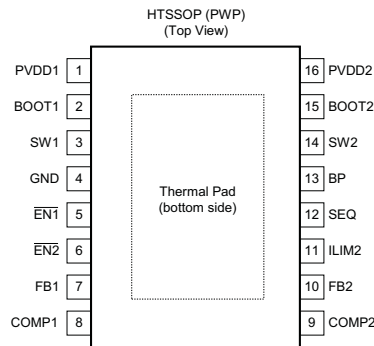 HTSSOP (PWP)
(Top View)
PVDD1 1 16 PVDD2
BOOT1 2 15 BOOT2
SW1 3 14 SW2
GND 4 13 BP
Thermal Pad
(bottom side)
EN1 5 12 SEQ
EN2 6 11 ILIM2
FB1 7 10 FB2
COMP1 8 9 COMP2